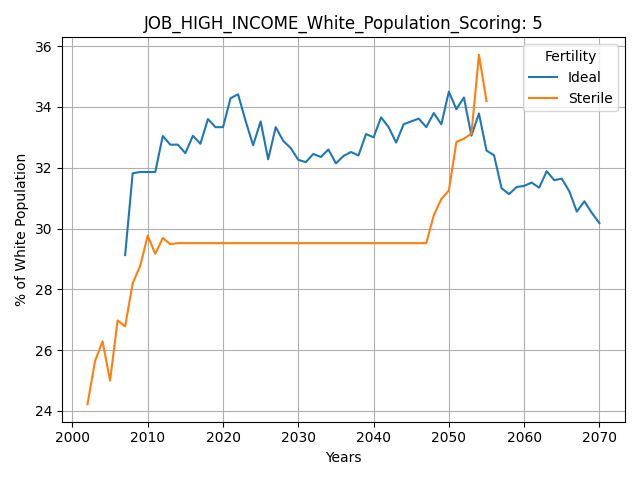 JOB_HIGH_INCOME_White_Population_Scoring: 5
Fertility
Ideal
Sterile
% of White Population
36
34
32
30
28
26
24
2000 2010 2020 2030 2040 2050 2060 2070
Years